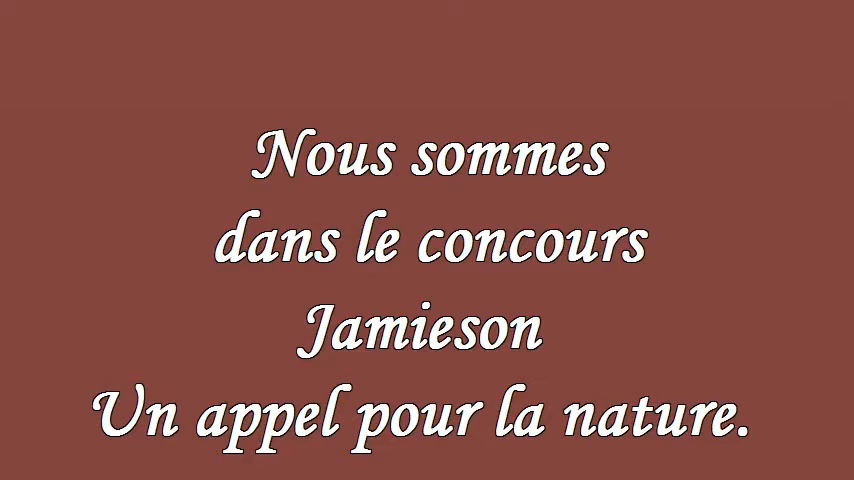 Nous sommes
dans le concours
Jamieson
Un appel pour la nature.